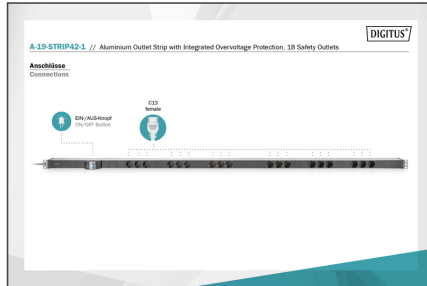 DIGITUS®
A-19-STRIP42-1 // Aluminium Outlet Strip with Integrated Overvoltage Protection, 18 Safety Outlets
Anschlüsse
Connections
C13
female
EIN-/AUS-Knopf
ON/OFF Button